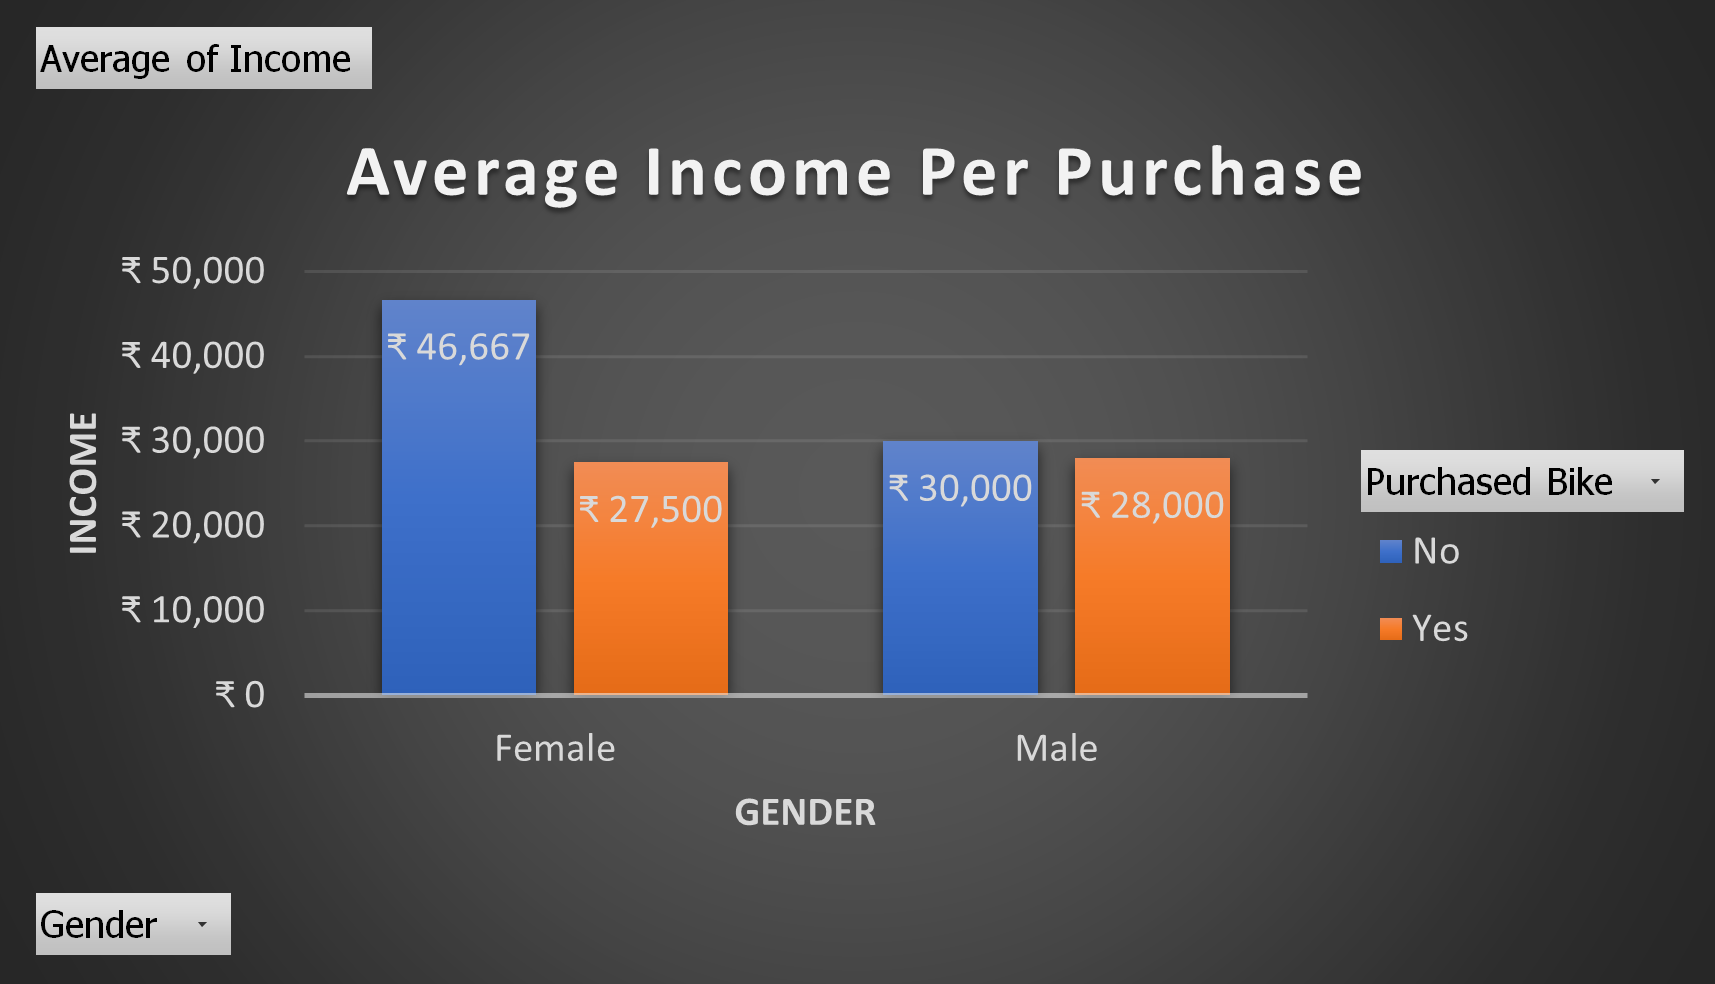 Average of Income
Average Income Per Purchase
₹ 50,000
₹ 40,000
₹ 30,000
₹ 20,000
₹ 10,000
₹ 0
INCOME
₹ 46,667
₹ 27,500
₹ 30,000
₹ 28,000
Female
Male
GENDER
Purchased Bike
No
Yes
Gender